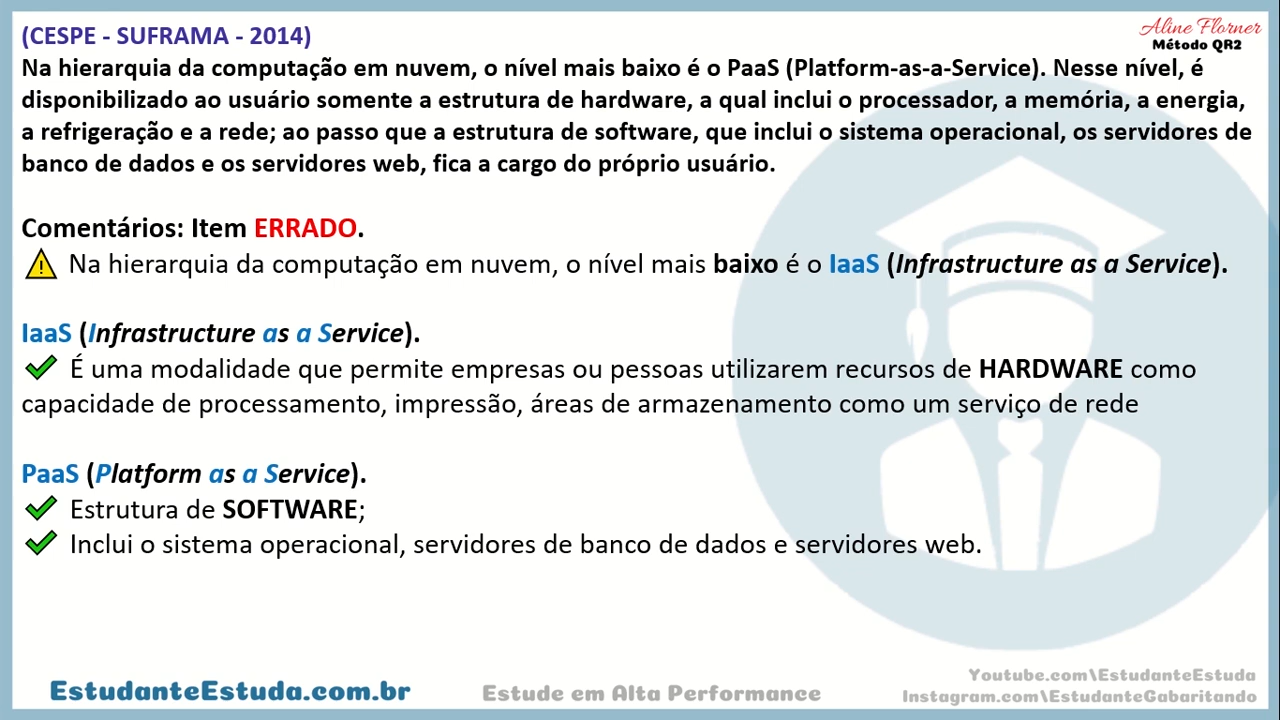 (CESPE - SUFRAMA - 2014)
Aline Florner
Método QR2
Na hierarquia da computação em nuvem, o nível mais baixo é o PaaS (Platform-as-a-Service). Nesse nível, é
disponibilizado ao usuário somente a estrutura de hardware, a qual inclui o processador, a memória, a energia,
a refrigeração e a rede; ao passo que a estrutura de software, que inclui o sistema operacional, os servidores de
banco de dados e os servidores web, fica a cargo do próprio usuário.
Comentários: Item ERRADO.
Na hierarquia da computação em nuvem, o nível mais baixo é o IaaS (Infrastructure as a Service).
IaaS (Infrastructure as a Service).
É uma modalidade que permite empresas ou pessoas utilizarem recursos de HARDWARE como
capacidade de processamento, impressão, áreas de armazenamento como um serviço de rede
PaaS (Platform as a Service).
Estrutura de SOFTWARE;
Inclui o sistema operacional, servidores de banco de dados e servidores web.
EstudanteEstuda.com.br
Estude em Alta Performance
Youtube.com\EstudanteEstuda
Instagram.com\EstudanteGabaritando